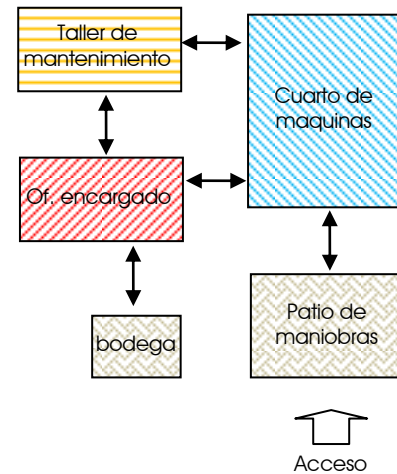 Taller de
mantenimiento
Cuarto de
maquinas
Of. encargado
Patio de
maniobras
bodega
Acceso